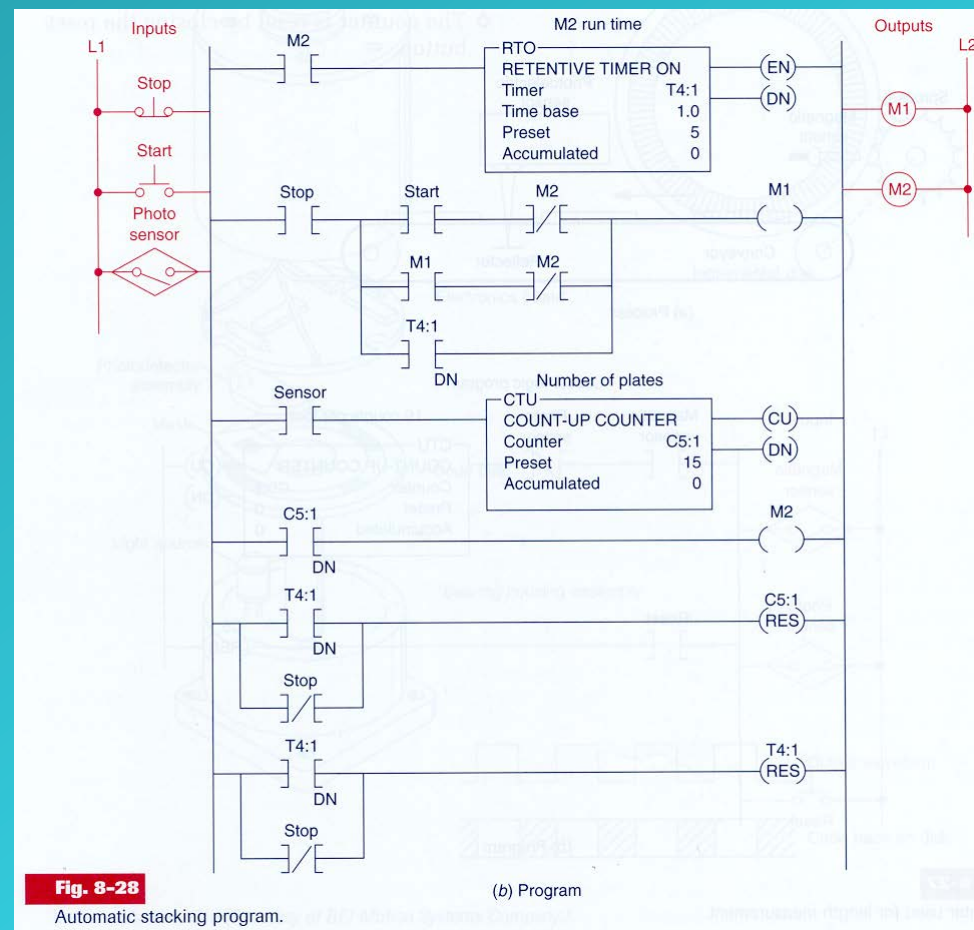 Inputs
L1
Stop
Start
Photo
sensor
M2 run time
M2
RTO
RETENTIVE TIMER ON
Timer T4:1
Time base 1.0
Preset 5
Accumulated 0
EN
DN
Outputs
L2
M1
M2
Stop
Start
M2
M1
M1
M2
T4:1
DN
Number of plates
Sensor
CTU
COUNT-UP COUNTER
Counter C5:1
Preset 15
Accumulated 0
CU
DN
C5:1
DN
M2
T4:1
DN
Stop
C5:1
RES
T4:1
DN
Stop
T4:1
RES
(b) Program
Fig. 8-28
Automatic stacking program.